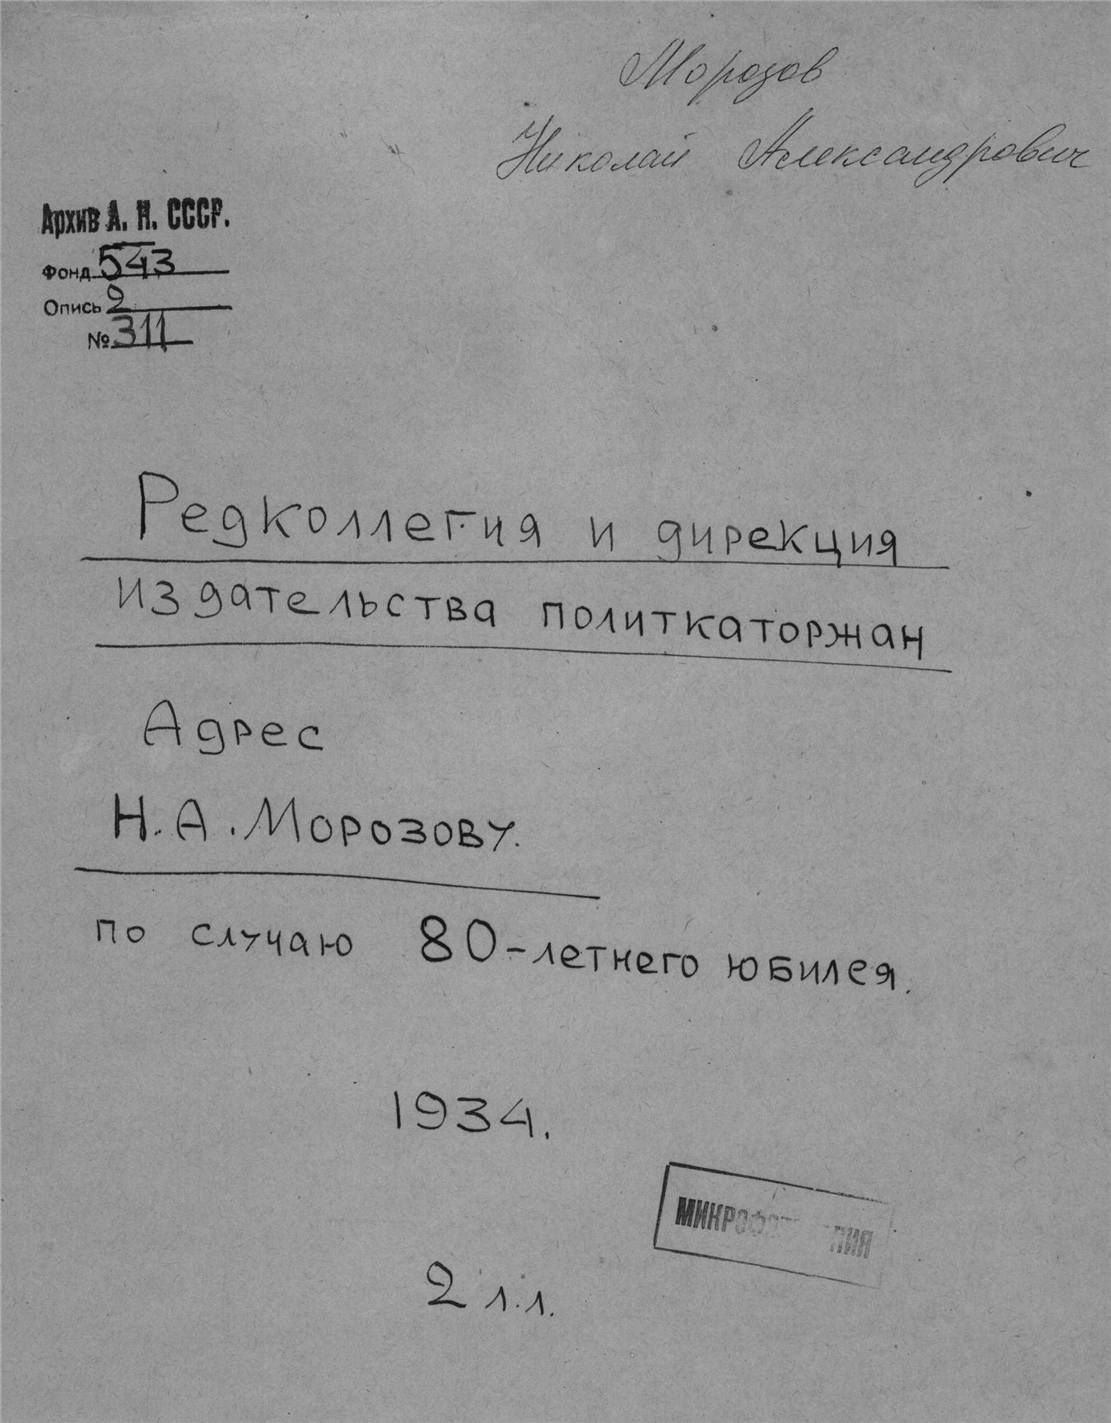 Морозов
Николай Александрович
Архив А. Н. СССР.
Фонд 543
Опись 2
№ 311
Редколлегия и дирекция
издательства политкаторжан
Адрес
Н. А. Морозову.
по случаю 80-летнего юбилея.
1934.
2 л.л.